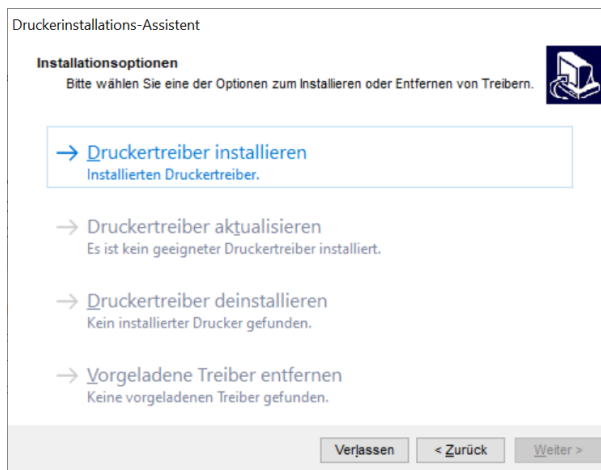 Druckerinstallations-Assistent
Installationsoptionen
Bitte wählen Sie eine der Optionen zum Installieren oder Entfernen von Treibern.
Druckertreiber installieren
Installierten Druckertreiber.
Druckertreiber aktualisieren
Es ist kein geeigneter Druckertreiber installiert.
Druckertreiber deinstallieren
Kein installierter Drucker gefunden.
Vorgeladene Treiber entfernen
Keine vorgeladenen Treiber gefunden.
Verlassen < Zurück Weiter >